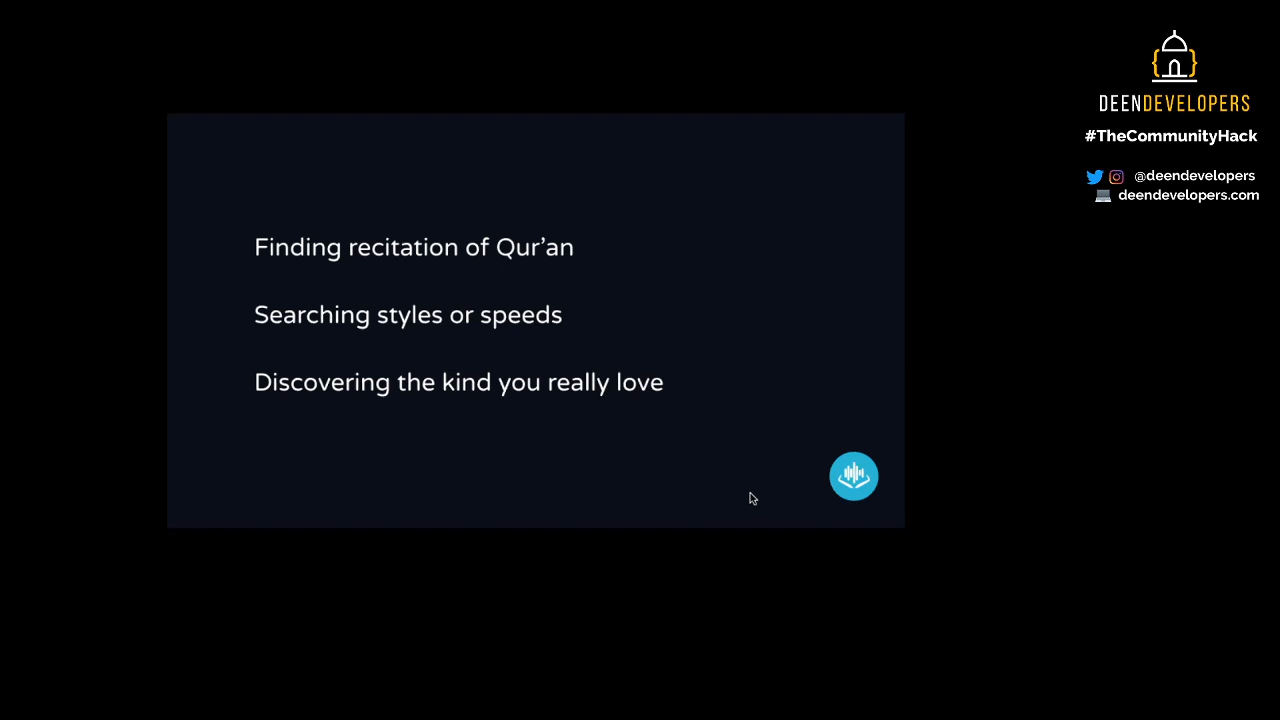 Finding recitation of Qur’an
Searching styles or speeds
Discovering the kind you really love
DEENDEVELOPERS
#TheCommunityHack
@deendevelopers
deendevelopers.com